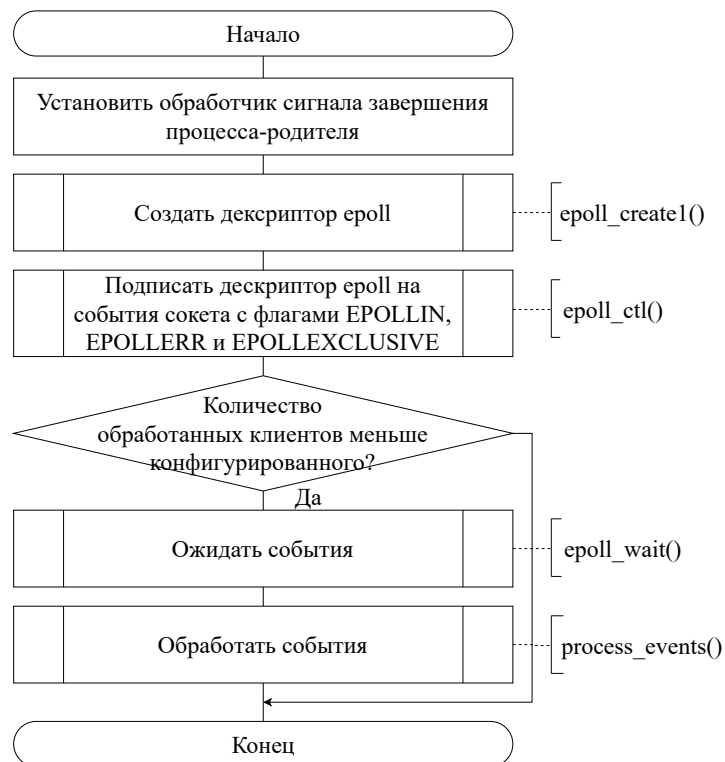 Начало
Установить обработчик сигнала завершения
процесса-родителя
Создать дексриптор epoll
epoll_create1()
Подписать дескриптор epoll на
события сокета с флагами EPOLLIN,
EPOLLERR и EPOLLEXCLUSIVE
epoll_ctl()
Количество
обработанных клиентов меньше
конфигурированного?
Да
Ожидать события
epoll_wait()
Обработать события
process_events()
Конец